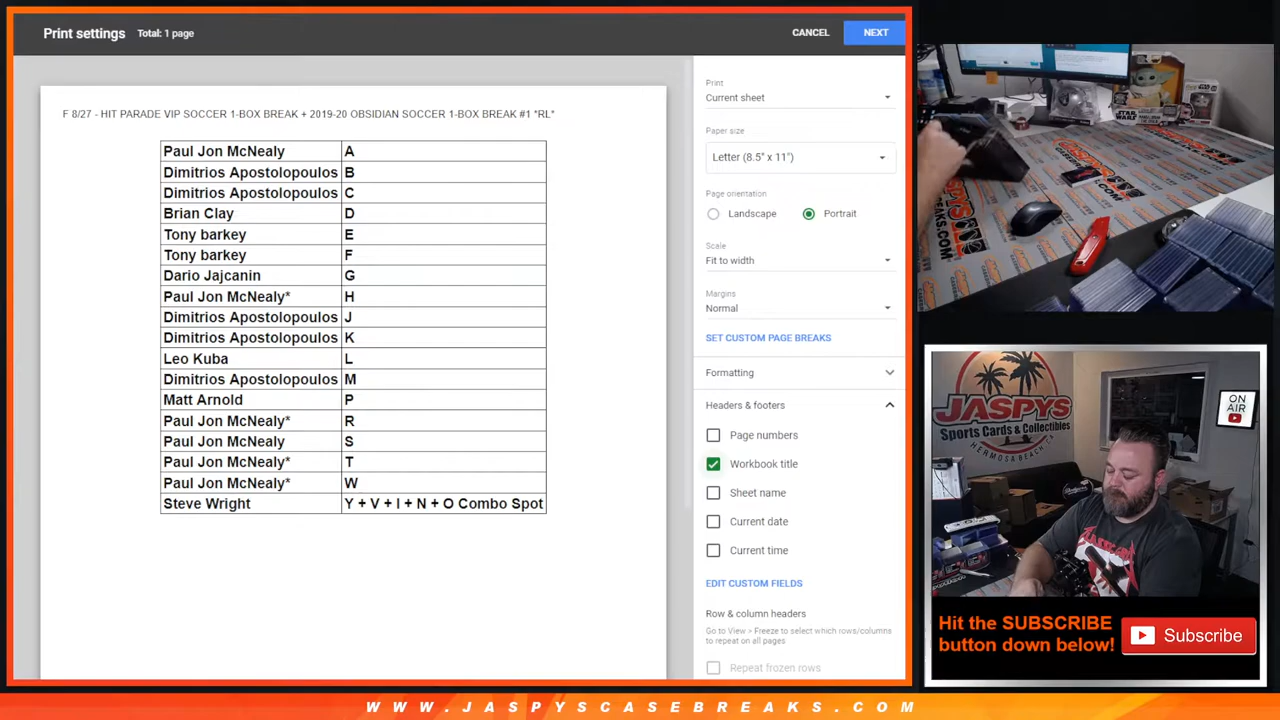 Print settings Total: 1 page CANCEL NEXT
F 8/27 - HIT PARADE VIP SOCCER 1-BOX BREAK + 2019-20 OBSIDIAN SOCCER 1-BOX BREAK #1 *RL*
Paul Jon McNealy A
Dimitrios Apostolopoulos B
Dimitrios Apostolopoulos C
Brian Clay D
Tony barkey E
Tony barkey F
Dario Jajcanin G
Paul Jon McNealy* H
Dimitrios Apostolopoulos J
Dimitrios Apostolopoulos K
Leo Kuba L
Dimitrios Apostolopoulos M
Matt Arnold P
Paul Jon McNealy* R
Paul Jon McNealy S
Paul Jon McNealy* T
Paul Jon McNealy* W
Steve Wright Y + V + I + N + O Combo Spot
Print
Current sheet
Paper size
Letter (8.5" x 11")
Page orientation
Landscape Portrait
Scale
Fit to width
Margins
Normal
SET CUSTOM PAGE BREAKS
Formatting
Headers & footers
Page numbers
Workbook title
Sheet name
Current date
Current time
EDIT CUSTOM FIELDS
Row & column headers
Go to View > Freeze to select which rows/columns
to repeat on all pages
Repeat frozen rows
STAR
WARS
JASPYS
CASEBREAKS.COM
JASPYS
Sports Cards & Collectibles
HERMOSA BEACH, CA
ON
AIR
Hit the SUBSCRIBE
button down below!
Subscribe
WWW.JASPYSCASEBREAKS.COM